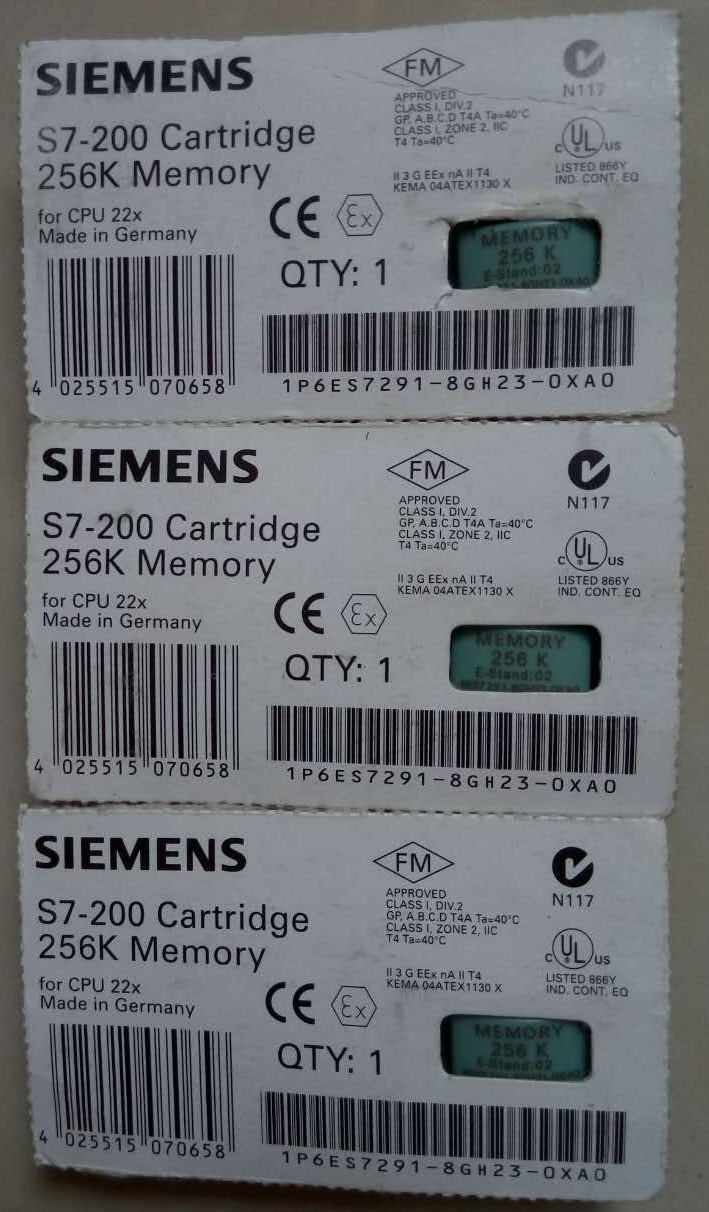 SIEMENS
S7-200 Cartridge
256K Memory
for CPU 22x
Made in Germany
FM
APPROVED
CLASS I, DIV.2
GP, A.B.C.D T4A Ta=40°C
CLASS I, ZONE 2, IIC
T4 Ta=40°C
II 3 G EEx nA II T4
KEMA 04ATEX1130 X
N117
C UL US
LISTED 866Y
IND. CONT. EQ
CE Ex
QTY: 1
MEMORY
256 K
E-Stand:02
4 025515 070658
1P6ES7291-8GH23-0XA0
SIEMENS
S7-200 Cartridge
256K Memory
for CPU 22x
Made in Germany
FM
APPROVED
CLASS I, DIV.2
GP, A.B.C.D T4A Ta=40°C
CLASS I, ZONE 2, IIC
T4 Ta=40°C
II 3 G EEx nA II T4
KEMA 04ATEX1130 X
N117
C UL US
LISTED 866Y
IND. CONT. EQ
CE Ex
QTY: 1
MEMORY
256 K
E-Stand:02
4 025515 070658
1P6ES7291-8GH23-0XA0
SIEMENS
S7-200 Cartridge
256K Memory
for CPU 22x
Made in Germany
FM
APPROVED
CLASS I, DIV.2
GP, A.B.C.D T4A Ta=40°C
CLASS I, ZONE 2, IIC
T4 Ta=40°C
II 3 G EEx nA II T4
KEMA 04ATEX1130 X
N117
C UL US
LISTED 866Y
IND. CONT. EQ
CE Ex
QTY: 1
MEMORY
256 K
E-Stand:02
4 025515 070658
1P6ES7291-8GH23-0XA0